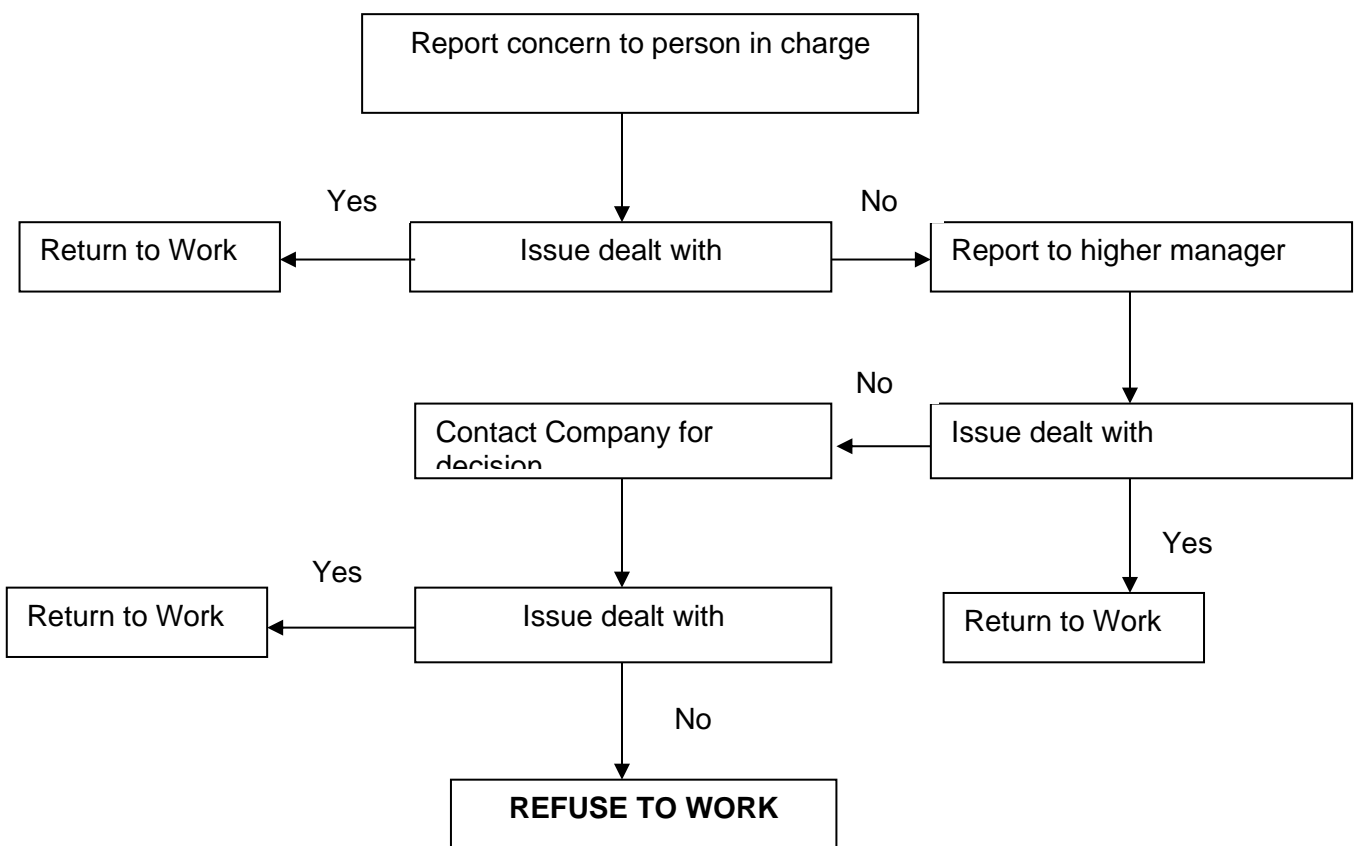 Report concern to person in charge
Yes
No
Return to Work
Issue dealt with
Report to higher manager
No
Contact Company for
decision
Issue dealt with
Yes
Yes
Return to Work
Issue dealt with
Return to Work
No
REFUSE TO WORK